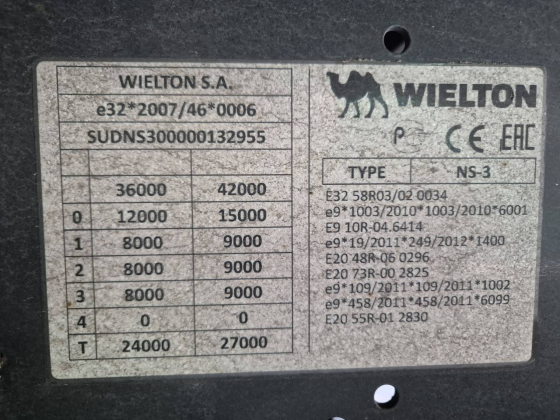 WIELTON S.A.
e32*2007/46*0006
SUDNS300000132955
36000 42000
0 12000 15000
1 8000 9000
2 8000 9000
3 8000 9000
4 0 0
T 24000 27000
WIELTON
P CE EAC
TYPE NS-3
E32 58R03/02 0034
e9*1003/2010*1003/2010*6001
E9 10R-04.6414
e9*19/2011*249/2012*1400
E20 48R-06 0296
E20 73R-00 2825
e9*109/2011*109/2011*1002
e9*458/2011*458/2011*6099
E20 55R-01 2830